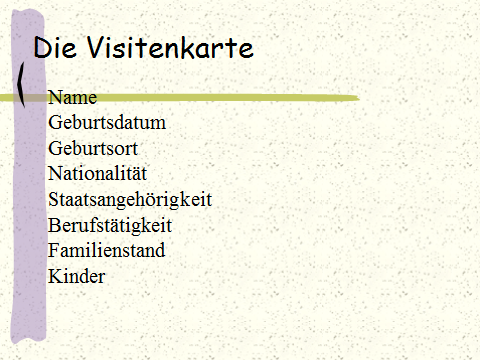 Die Visitenkarte
Name
Geburtsdatum
Geburtsort
Nationalität
Staatsangehörigkeit
Berufstätigkeit
Familienstand
Kinder